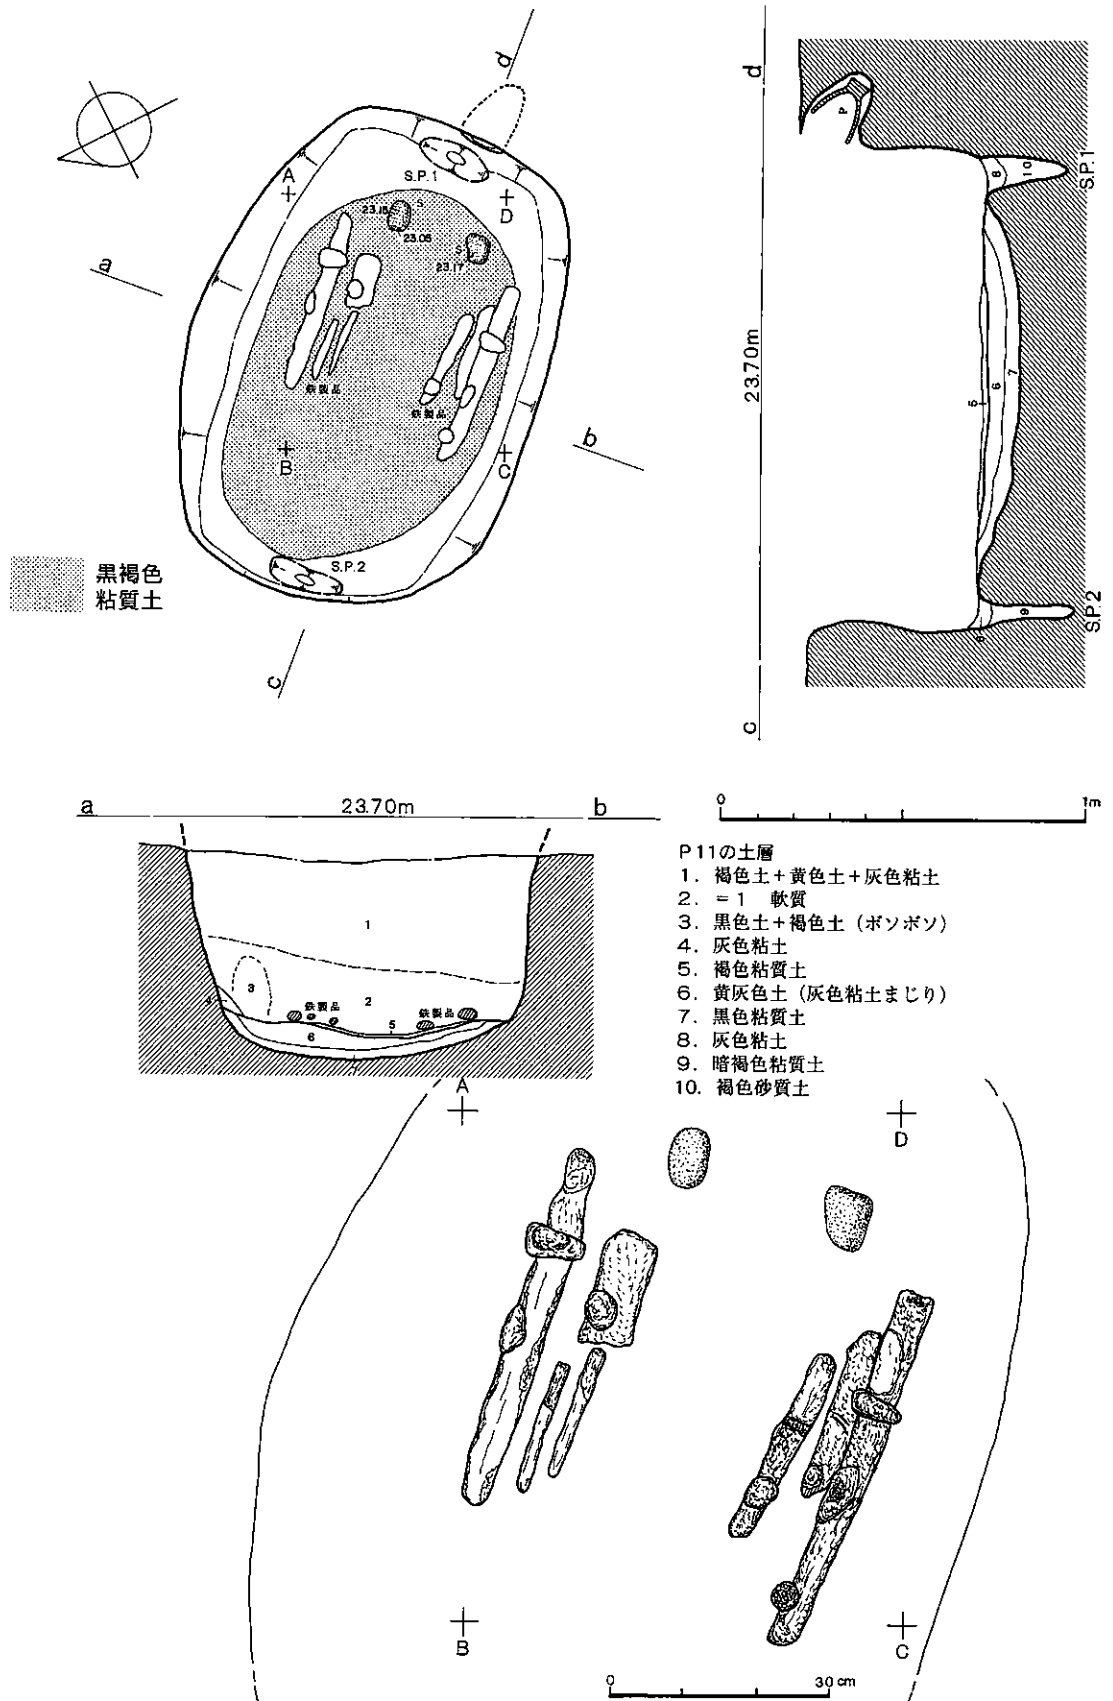 d
A
S.P.1
D
S
23.15
23.05
S
23.17
a
鉄製品
鉄製品
b
B
C
S.P.2
黒褐色
粘質土
c
d
P
8
10
S.P.1
23.70m
5
6
7
9
S.P.2
c
a
23.70m
b
1
3
2
鉄製品
鉄製品
5
6
0
1m
P11の土層
1. 褐色土+黄色土+灰色粘土
2. =1 軟質
3. 黒色土+褐色土（ボソボソ）
4. 灰色粘土
5. 褐色粘質土
6. 黄灰色土（灰色粘土まじり）
7. 黒色粘質土
8. 灰色粘土
9. 暗褐色粘質土
10. 褐色砂質土
A
D
B
C
0
30cm